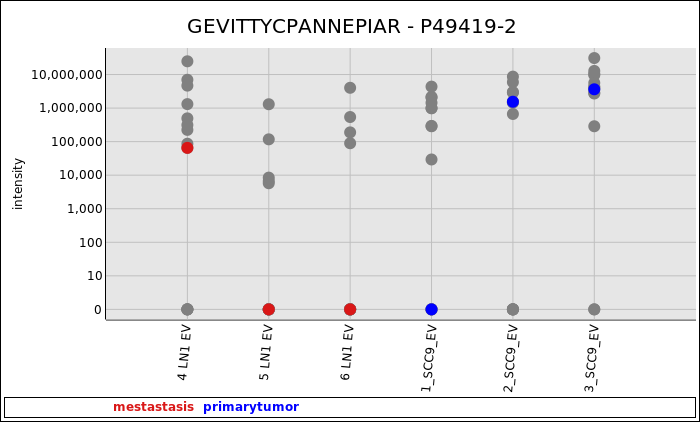 GEVITTYCPANNEPIAR - P49419-2
intensity
10,000,000
1,000,000
100,000
10,000
1,000
100
10
0
4 LN1 EV
5 LN1 EV
6 LN1 EV
1_SCC9_EV
2_SCC9_EV
3_SCC9_EV
mestastasis primarytumor